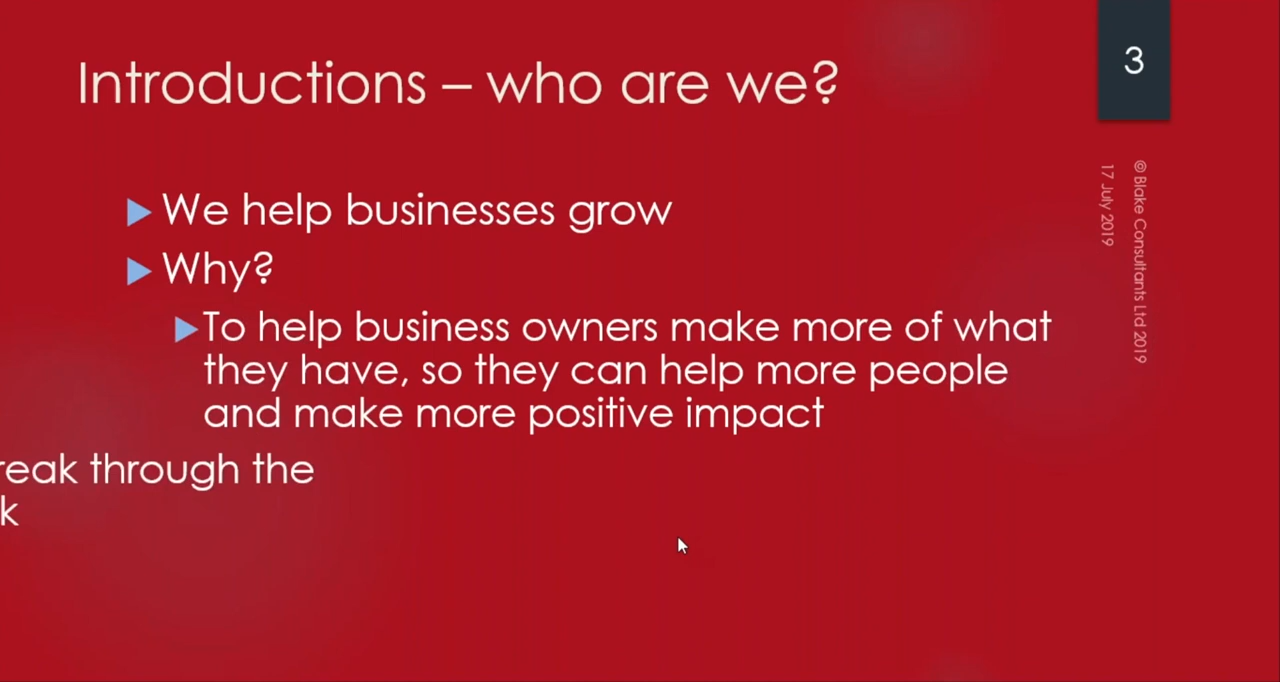 Introductions – who are we?
3
We help businesses grow
Why?
To help business owners make more of what
they have, so they can help more people
and make more positive impact
reak through the
k
© Blake Consultants Ltd 2019
17 July 2019